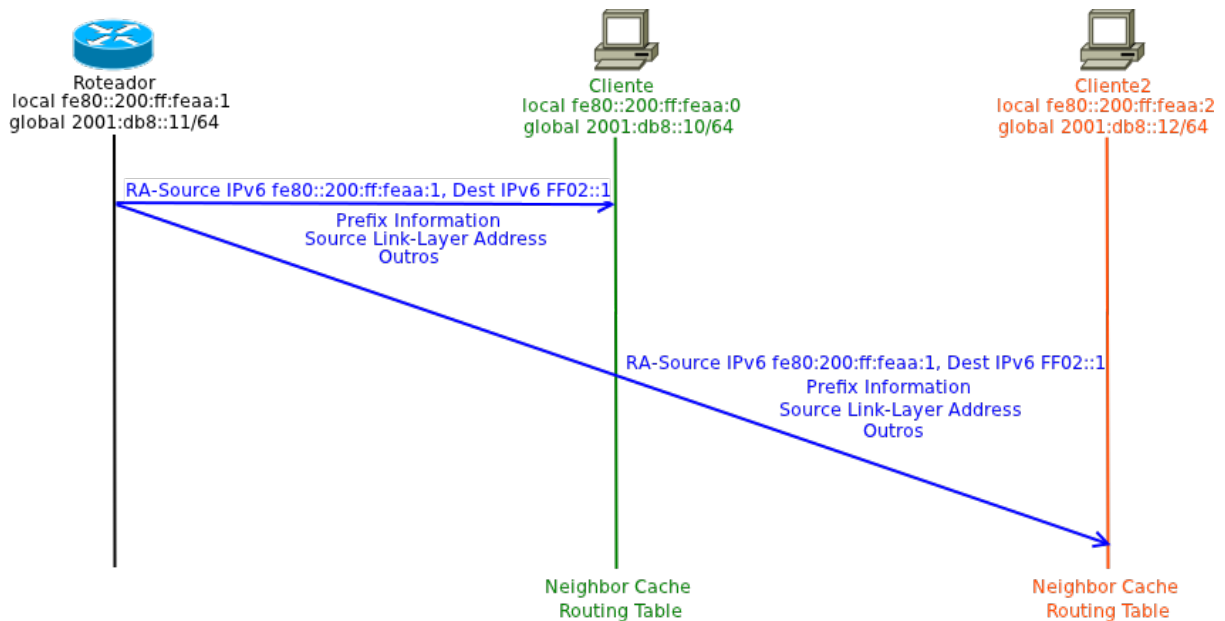 Roteador
local fe80::200:ff:feaa:1
global 2001:db8::11/64
Cliente
local fe80::200:ff:feaa:0
global 2001:db8::10/64
Cliente2
local fe80::200:ff:feaa:2
global 2001:db8::12/64
RA-Source IPv6 fe80::200:ff:feaa:1, Dest IPv6 FF02::1
Prefix Information
Source Link-Layer Address
Outros
RA-Source IPv6 fe80:200:ff:feaa:1, Dest IPv6 FF02::1
Prefix Information
Source Link-Layer Address
Outros
Neighbor Cache
Routing Table
Neighbor Cache
Routing Table